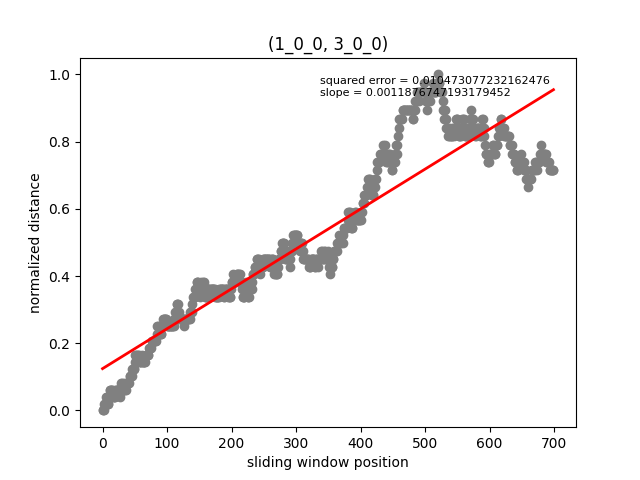 (1_0_0, 3_0_0)
squared error = 0.010473077232162476
slope = 0.0011876747193179452
normalized distance
1.0
0.8
0.6
0.4
0.2
0.0
0 100 200 300 400 500 600 700
sliding window position